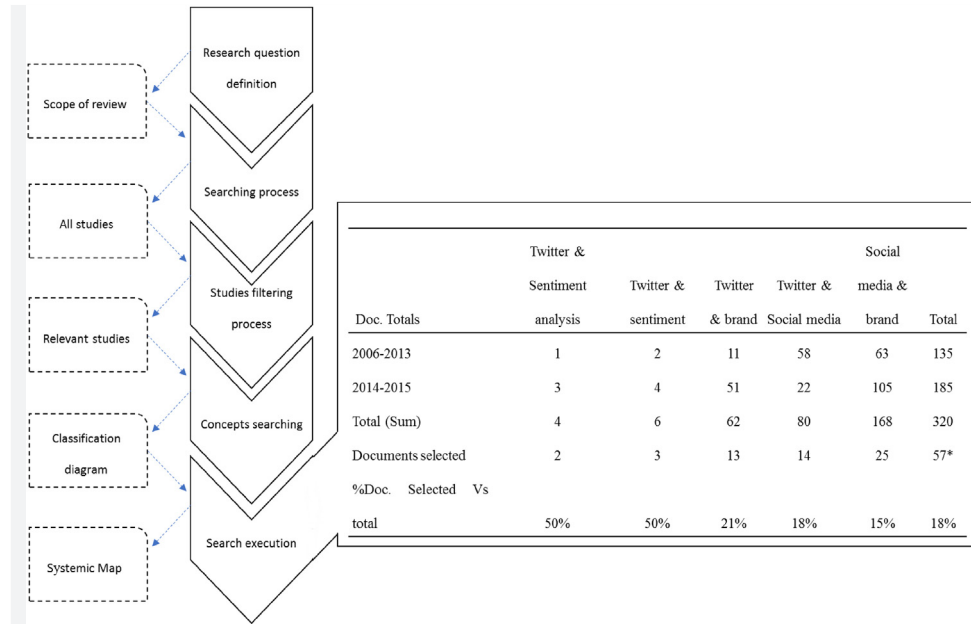 Research question
definition
Scope of review
Searching process
All studies
Studies filtering
process
Relevant studies
Concepts searching
Classification
diagram
Search execution
Systemic Map
Twitter & Social
Sentiment Twitter & Twitter Twitter & media &
Doc. Totals analysis sentiment & brand Social media brand Total
2006-2013 1 2 11 58 63 135
2014-2015 3 4 51 22 105 185
Total (Sum) 4 6 62 80 168 320
Documents selected 2 3 13 14 25 57*
%Doc. Selected Vs
total 50% 50% 21% 18% 15% 18%